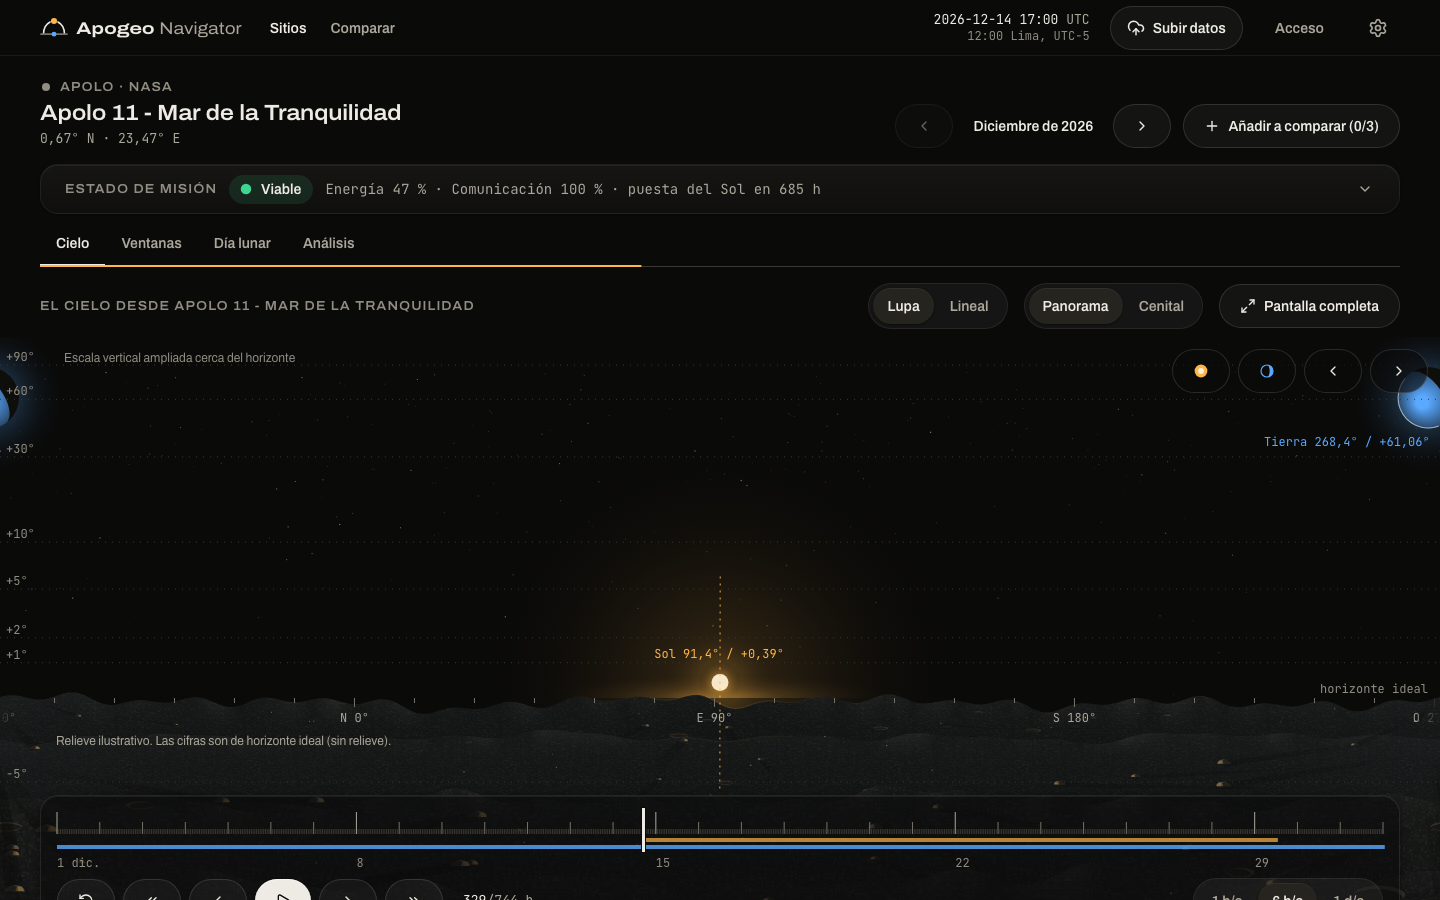 Apogeo Navigator
Sitios
Comparar
2026-12-14 17:00 UTC
12:00 Lima, UTC-5
Subir datos
Acceso
APOLO · NASA
Apolo 11 - Mar de la Tranquilidad
0,67° N · 23,47° E
Diciembre de 2026
Añadir a comparar (0/3)
ESTADO DE MISIÓN
Viable
Energía 47 % · Comunicación 100 % · puesta del Sol en 685 h
Cielo
Ventanas
Día lunar
Análisis
EL CIELO DESDE APOLO 11 - MAR DE LA TRANQUILIDAD
Lupa
Lineal
Panorama
Cenital
Pantalla completa
+90°
Escala vertical ampliada cerca del horizonte
+60°
Tierra 268,4° / +61,06°
+30°
+10°
+5°
+2°
+1°
Sol 91,4° / +0,39°
horizonte ideal
N 0°
E 90°
S 180°
Relieve ilustrativo. Las cifras son de horizonte ideal (sin relieve).
-5°
1 dic.
8
15
22
29
329/744 h
1 h/s
6 h/s
1 d/s